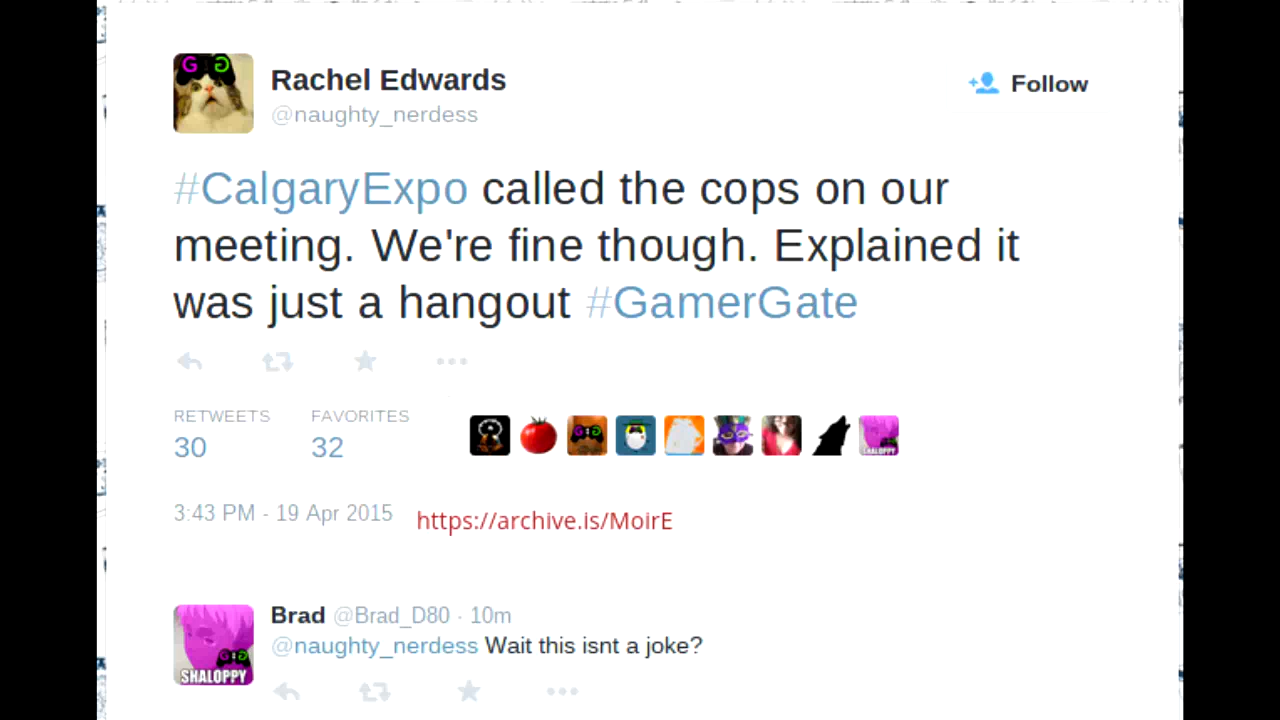 G G
Rachel Edwards
@naughty_nerdess
Follow
#CalgaryExpo called the cops on our
meeting. We're fine though. Explained it
was just a hangout #GamerGate
RETWEETS
FAVORITES
30
32
SHALOPPY
3:43 PM - 19 Apr 2015
https://archive.is/MoirE
Brad @Brad_D80 · 10m
@naughty_nerdess Wait this isnt a joke?
SHALOPPY